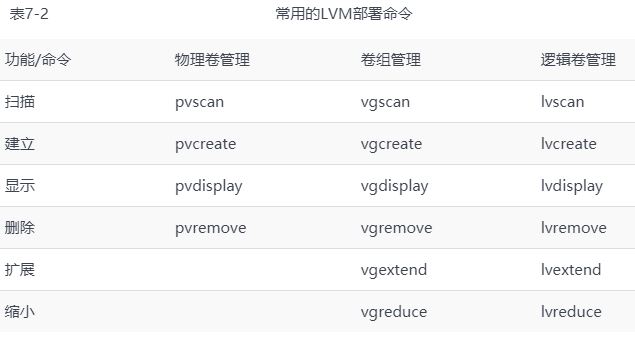 表7-2 常用的LVM部署命令
功能/命令 物理卷管理 卷组管理 逻辑卷管理
扫描 pvscan vgscan lvscan
建立 pvcreate vgcreate lvcreate
显示 pvdisplay vgdisplay lvdisplay
删除 pvremove vgremove lvremove
扩展 vgextend lvextend
缩小 vgreduce lvreduce